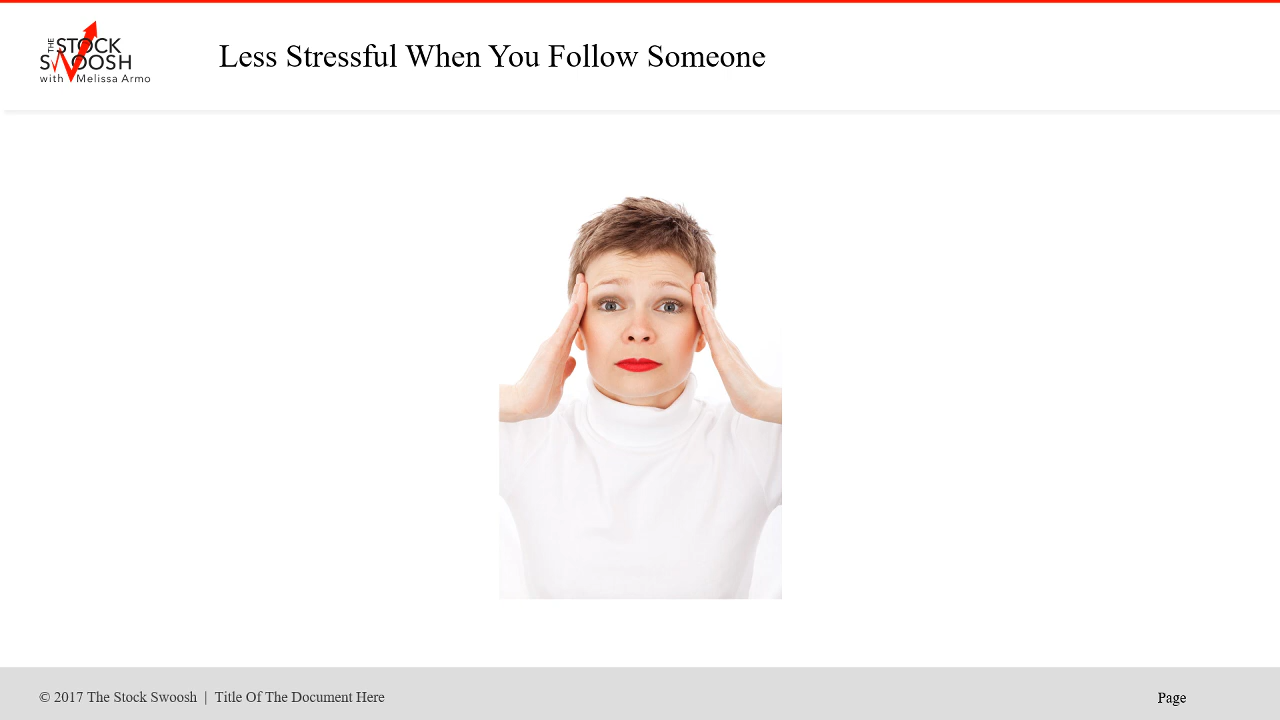 THE STOCK
SWOOSH
with Melissa Armo
Less Stressful When You Follow Someone
© 2017 The Stock Swoosh | Title Of The Document Here
Page